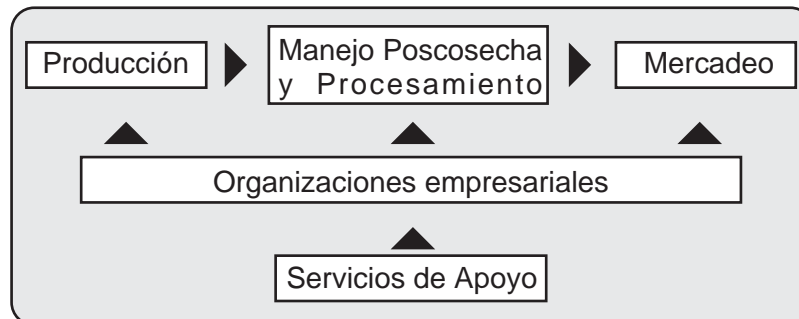 Producción
Manejo Poscosecha
y Procesamiento
Mercadeo
Organizaciones empresariales
Servicios de Apoyo